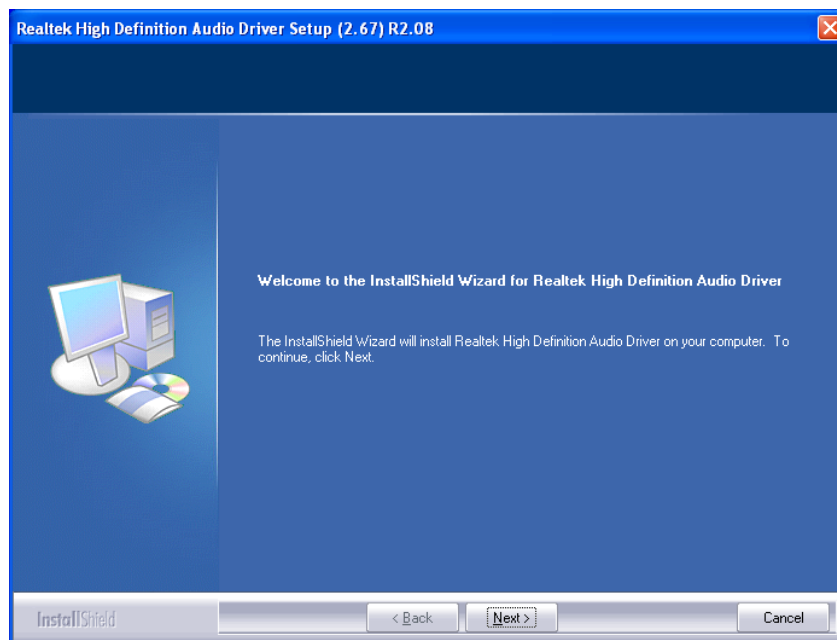 Realtek High Definition Audio Driver Setup (2.67) R2.08
Welcome to the InstallShield Wizard for Realtek High Definition Audio Driver
The InstallShield Wizard will install Realtek High Definition Audio Driver on your computer. To
continue, click Next.
InstallShield
< Back
Next >
Cancel